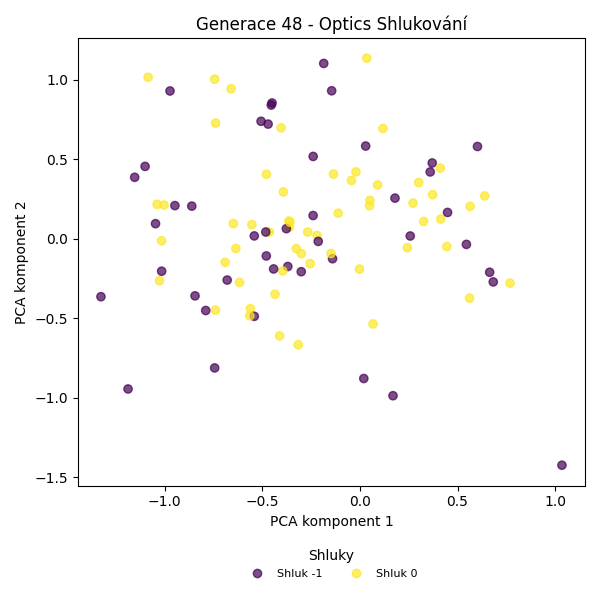 Generace 48 - Optics Shlukování
PCA komponent 2
1.0
0.5
0.0
−0.5
−1.0
−1.5
−1.0
−0.5
0.0
0.5
1.0
PCA komponent 1
Shluky
Shluk -1
Shluk 0